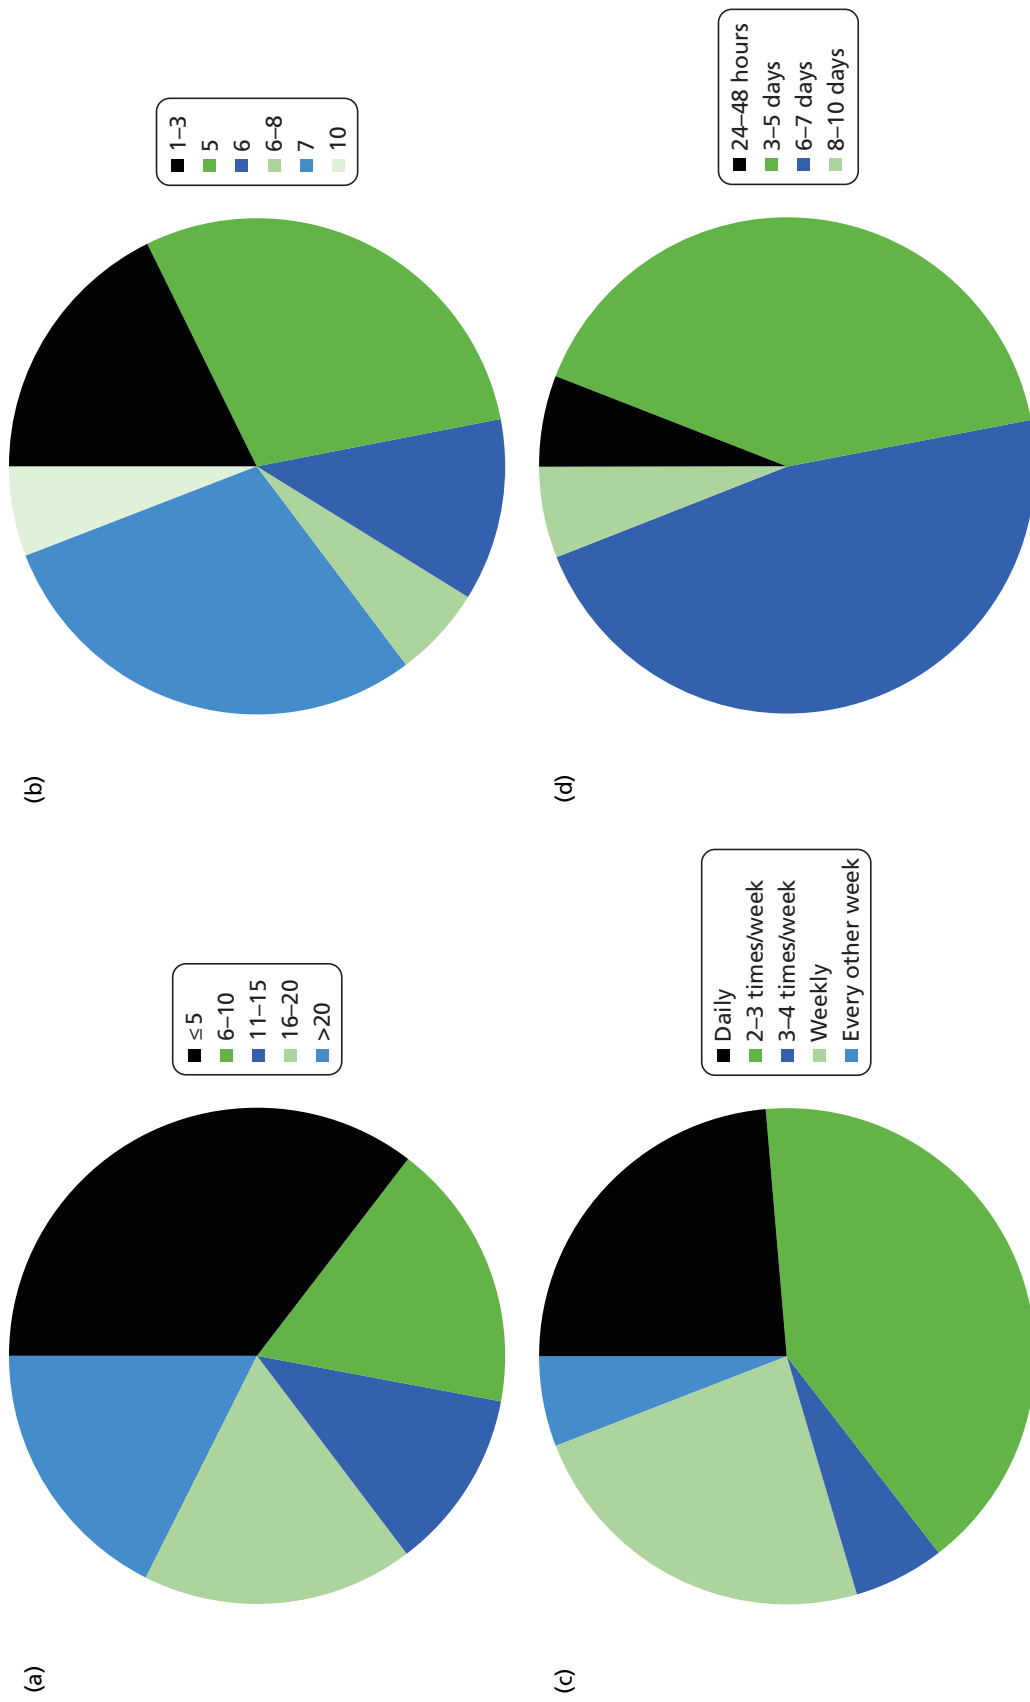 (a)
≤5
6–10
11–15
16–20
>20
(b)
1–3
5
6
6–8
7
10
(c)
Daily
2–3 times/week
3–4 times/week
Weekly
Every other week
(d)
24–48 hours
3–5 days
6–7 days
8–10 days